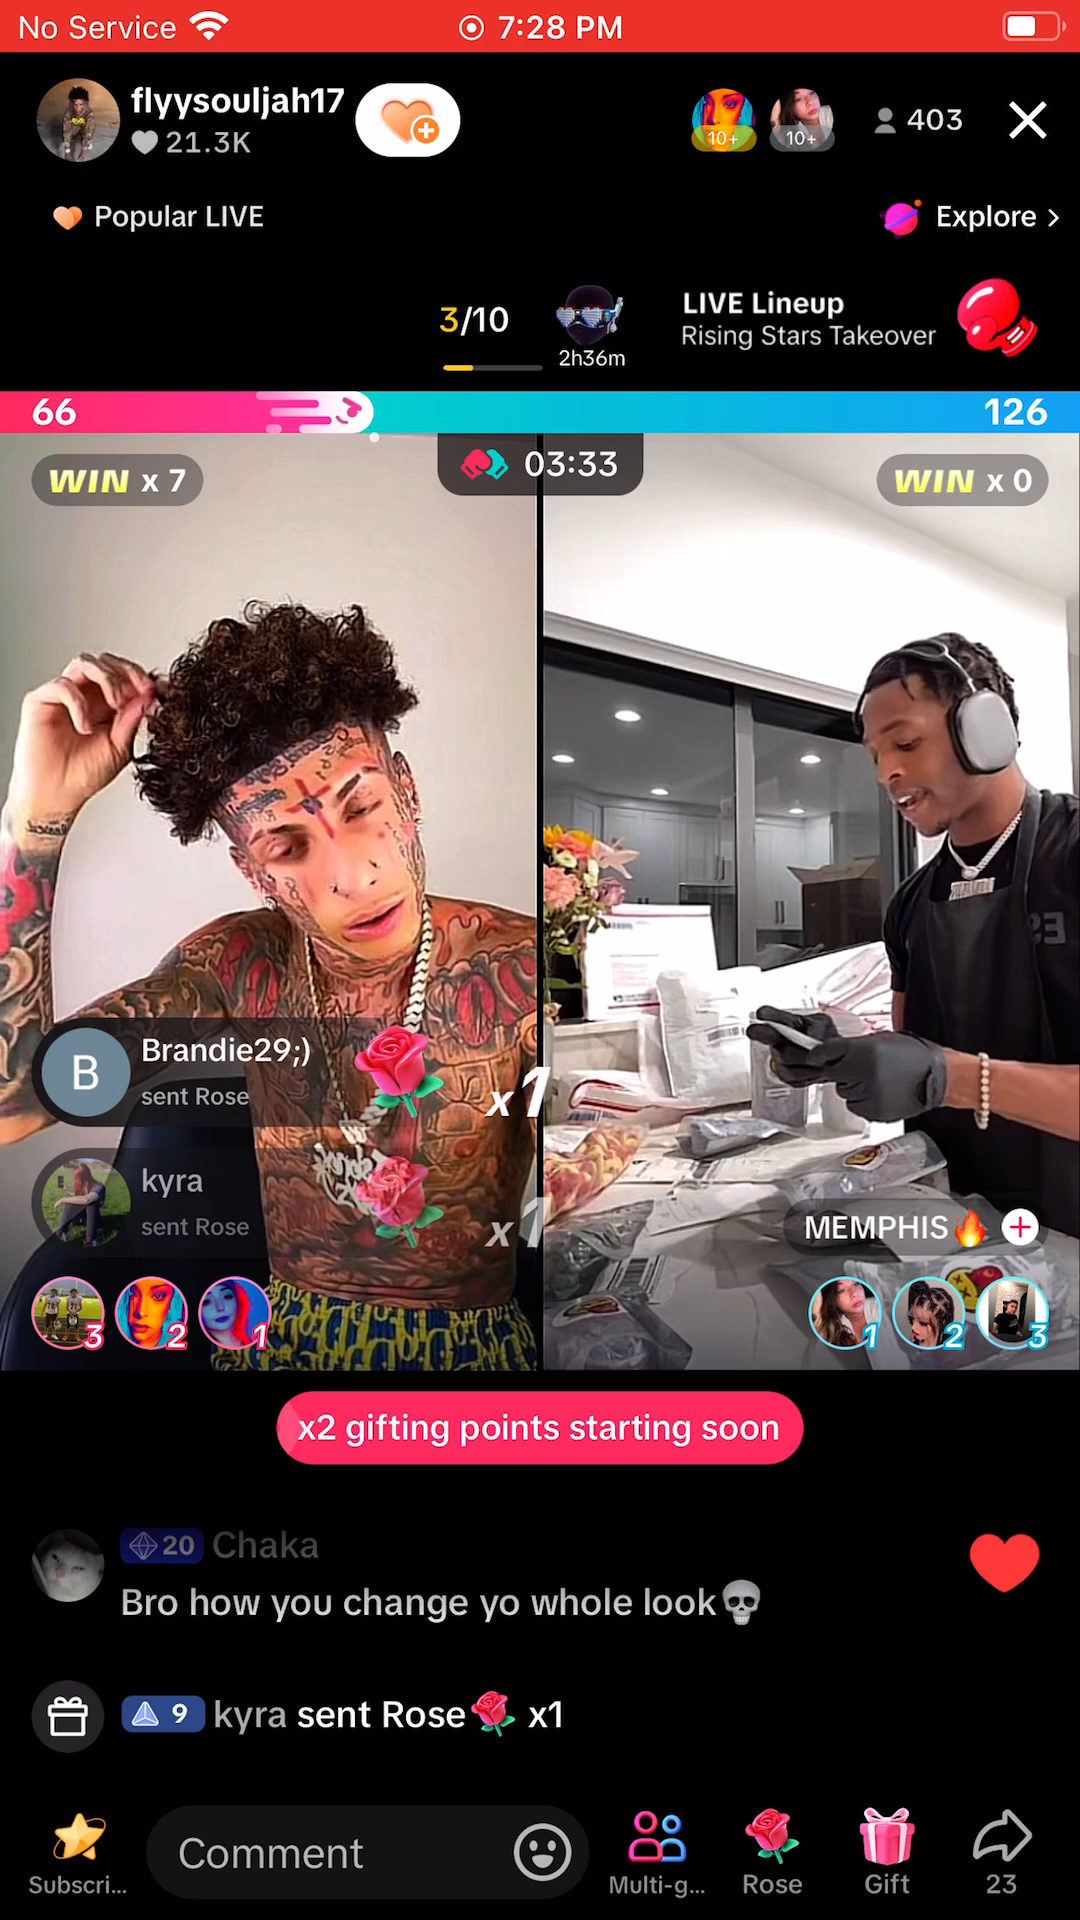 No Service
7:28 PM
flyysouljah17
21.3K
10+
10+
403
Popular LIVE
Explore >
3/10
2h36m
LIVE Lineup
Rising Stars Takeover
66
126
WIN x 7
03:33
WIN x 0
Brandie29;)
sent Rose
x1
B
kyra
sent Rose
x1
MEMPHIS🔥
3
2
1
1
2
3
x2 gifting points starting soon
20 Chaka
Bro how you change yo whole look💀
9 kyra sent Rose🌹 x1
Subscri...
Comment
Multi-g...
Rose
Gift
23